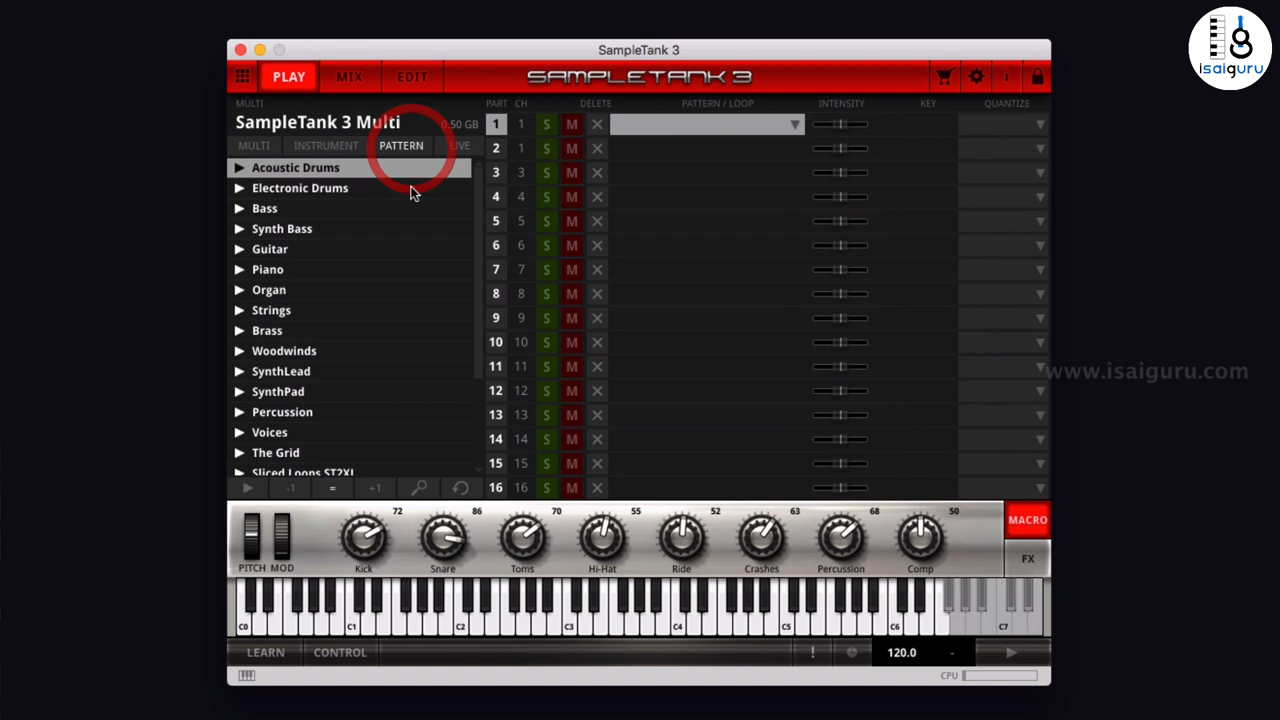 SampleTank 3
isaiguru
PLAY MIX EDIT SAMPLETANK 3 i
MULTI PART CH DELETE PATTERN / LOOP INTENSITY KEY QUANTIZE
SampleTank 3 Multi 0.50 GB
MULTI INSTRUMENT PATTERN LIVE
1 1 S M X
2 1 S M X
3 3 S M X
4 4 S M X
5 5 S M X
6 6 S M X
7 7 S M X
8 8 S M X
9 9 S M X
10 10 S M X
11 11 S M X
12 12 S M X
13 13 S M X
14 14 S M X
15 15 S M X
16 16 S M X
Acoustic Drums
Electronic Drums
Bass
Synth Bass
Guitar
Piano
Organ
Strings
Brass
Woodwinds
SynthLead
SynthPad
Percussion
Voices
The Grid
Sliced Loops ST2XL
www.isaiguru.com
-1 = +1
72 86 70 55 52 63 68 50
MACRO
FX
PITCH MOD Kick Snare Toms Hi-Hat Ride Crashes Percussion Comp
C0 C1 C2 C3 C4 C5 C6 C7
LEARN CONTROL ! 120.0 -
CPU